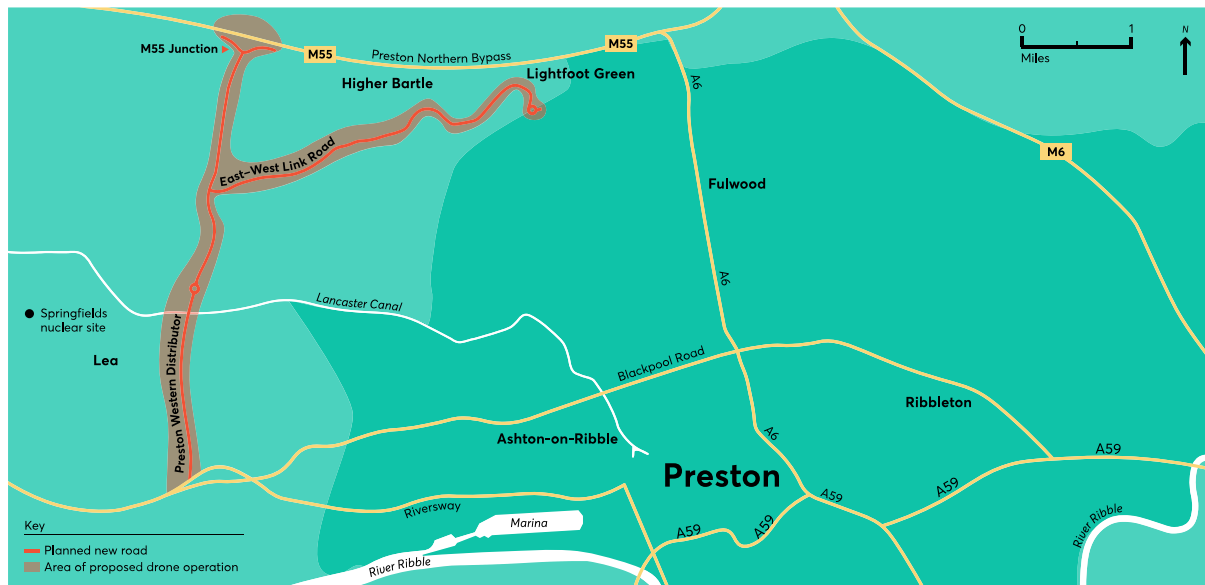 M55 Junction
M55
Preston Northern Bypass
M55
0
1
Miles
N
Higher Bartle
Lightfoot Green
A6
M6
East–West Link Road
Fulwood
A6
Lancaster Canal
Springfields
nuclear site
Lea
Preston Western Distributor
Blackpool Road
Ribbleton
Ashton-on-Ribble
A6
Preston
A59
A59
A59
Riversway
Marina
A59
A59
River Ribble
River Ribble
Key
Planned new road
Area of proposed drone operation